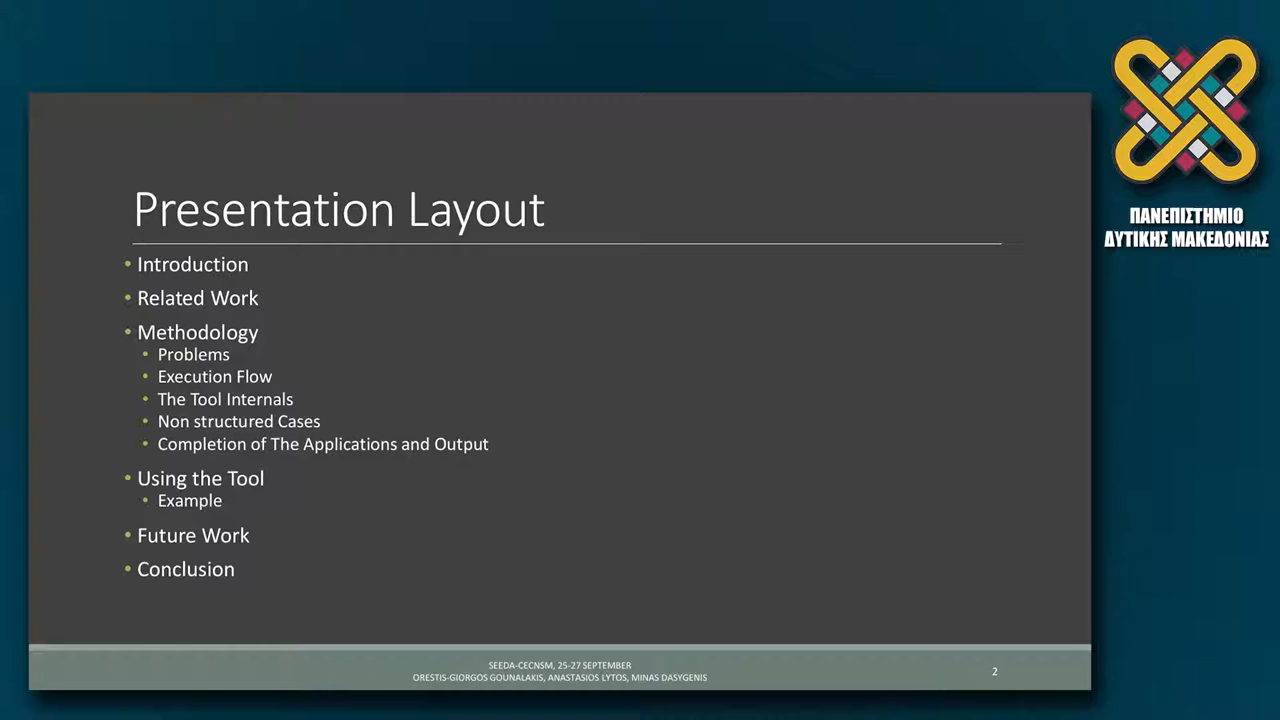 ΠΑΝΕΠΙΣΤΗΜΙΟ
ΔΥΤΙΚΗΣ ΜΑΚΕΔΟΝΙΑΣ
Presentation Layout
• Introduction
• Related Work
• Methodology
• Problems
• Execution Flow
• The Tool Internals
• Non structured Cases
• Completion of The Applications and Output
• Using the Tool
• Example
• Future Work
• Conclusion
SEEDA-CECNSM, 25-27 SEPTEMBER
ORESTIS-GIORGOS GOUNALAKIS, ANASTASIOS LYTOS, MINAS DASYGENIS
2